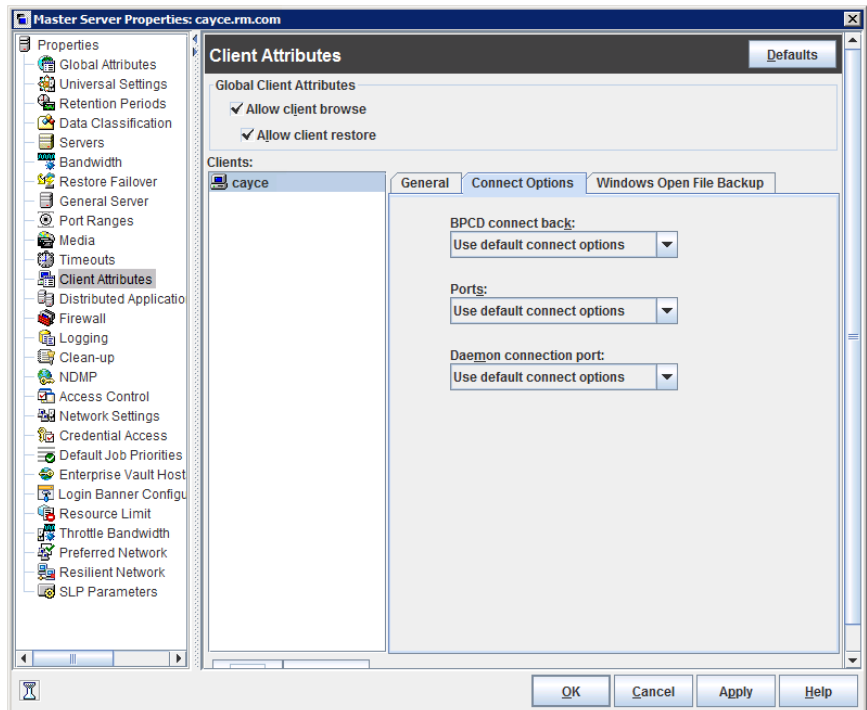 Master Server Properties: cayce.rm.com
Properties
Global Attributes
Universal Settings
Retention Periods
Data Classification
Servers
Bandwidth
Restore Failover
General Server
Port Ranges
Media
Timeouts
Client Attributes
Distributed Applicatio
Firewall
Logging
Clean-up
NDMP
Access Control
Network Settings
Credential Access
Default Job Priorities
Enterprise Vault Host
Login Banner Configu
Resource Limit
Throttle Bandwidth
Preferred Network
Resilient Network
SLP Parameters
Client Attributes
Defaults
Global Client Attributes
Allow client browse
Allow client restore
Clients:
cayce
General Connect Options Windows Open File Backup
BPCD connect back:
Use default connect options
Ports:
Use default connect options
Daemon connection port:
Use default connect options
OK Cancel Apply Help